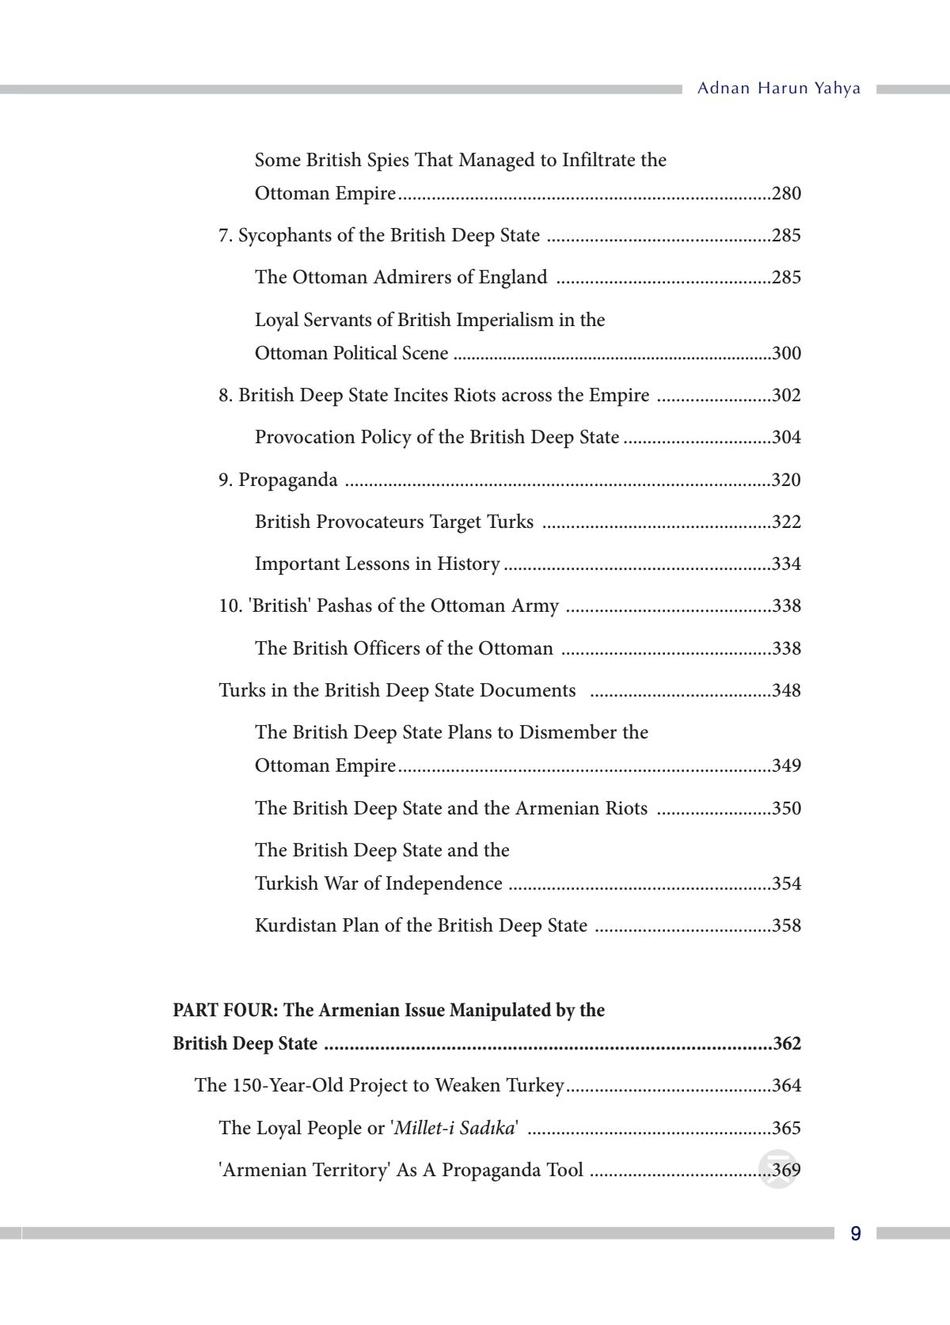 Adnan Harun Yahya
Some British Spies That Managed to Infiltrate the
Ottoman Empire..............................................................................280
7. Sycophants of the British Deep State ...............................................285
The Ottoman Admirers of England .............................................285
Loyal Servants of British Imperialism in the
Ottoman Political Scene ........................................................................300
8. British Deep State Incites Riots across the Empire ........................302
Provocation Policy of the British Deep State...............................304
9. Propaganda .........................................................................................320
British Provocateurs Target Turks ................................................322
Important Lessons in History........................................................334
10. 'British' Pashas of the Ottoman Army ...........................................338
The British Officers of the Ottoman ............................................338
Turks in the British Deep State Documents ......................................348
The British Deep State Plans to Dismember the
Ottoman Empire..............................................................................349
The British Deep State and the Armenian Riots ........................350
The British Deep State and the
Turkish War of Independence .......................................................354
Kurdistan Plan of the British Deep State .....................................358
PART FOUR: The Armenian Issue Manipulated by the
British Deep State .............................................................................362
The 150-Year-Old Project to Weaken Turkey...........................................364
The Loyal People or 'Millet-i Sadıka' ...................................................365
'Armenian Territory' As A Propaganda Tool ......................................369
9